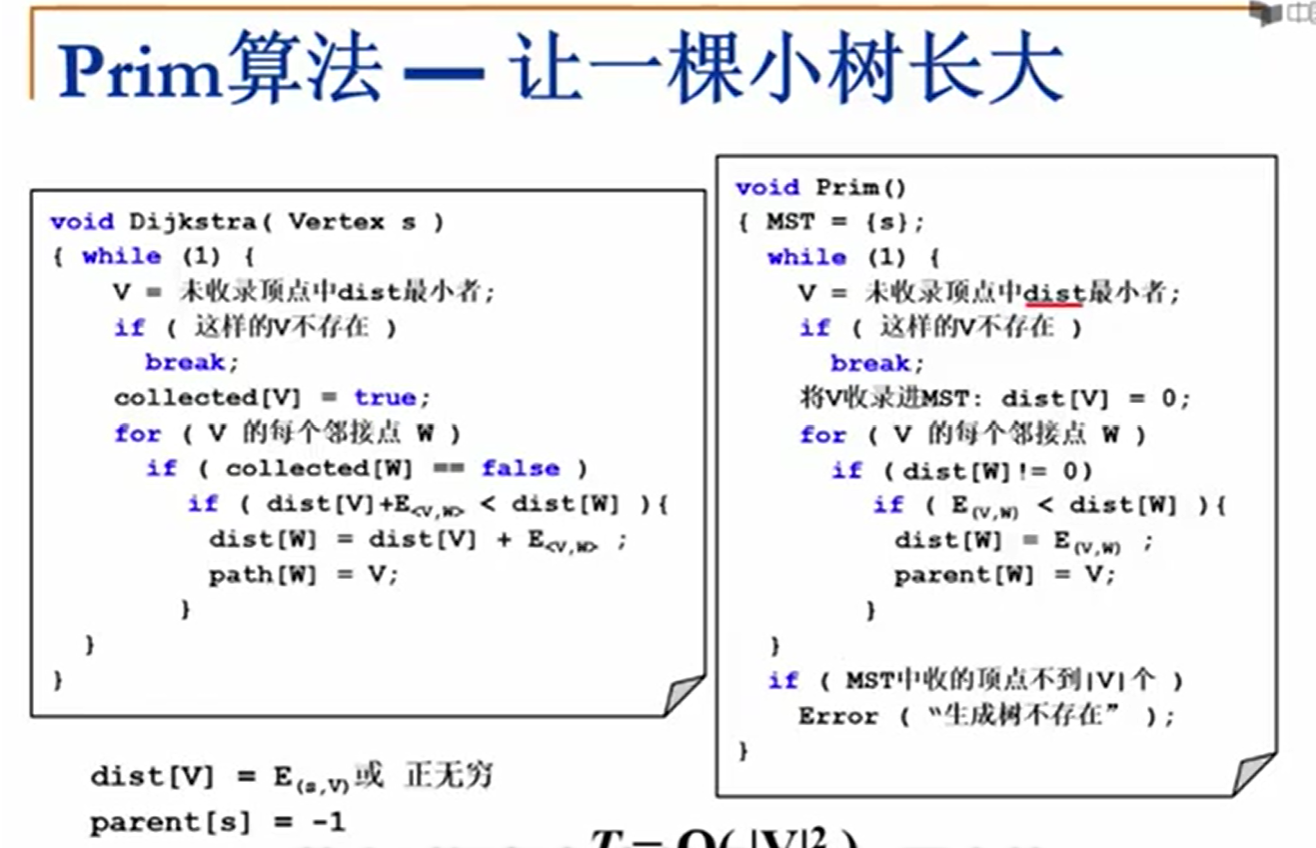 Prim算法 — 让一棵小树长大
void Dijkstra( Vertex s )
{ while (1) {
V = 未收录顶点中dist最小者;
if ( 这样的V不存在 )
break;
collected[V] = true;
for ( V 的每个邻接点 W )
if ( collected[W] == false )
if ( dist[V]+E<V,W> < dist[W] ){
dist[W] = dist[V] + E<V,W> ;
path[W] = V;
}
}
}
dist[V] = E(s,V)或 正无穷
parent[s] = -1
void Prim()
{ MST = {s};
while (1) {
V = 未收录顶点中dist最小者;
if ( 这样的V不存在 )
break;
将V收录进MST: dist[V] = 0;
for ( V 的每个邻接点 W )
if ( dist[W]!= 0)
if ( E(V,W) < dist[W] ){
dist[W] = E(V,W) ;
parent[W] = V;
}
}
if ( MST中收的顶点不到|V|个 )
Error ( “生成树不存在” );
}
T = O( |V|2 )